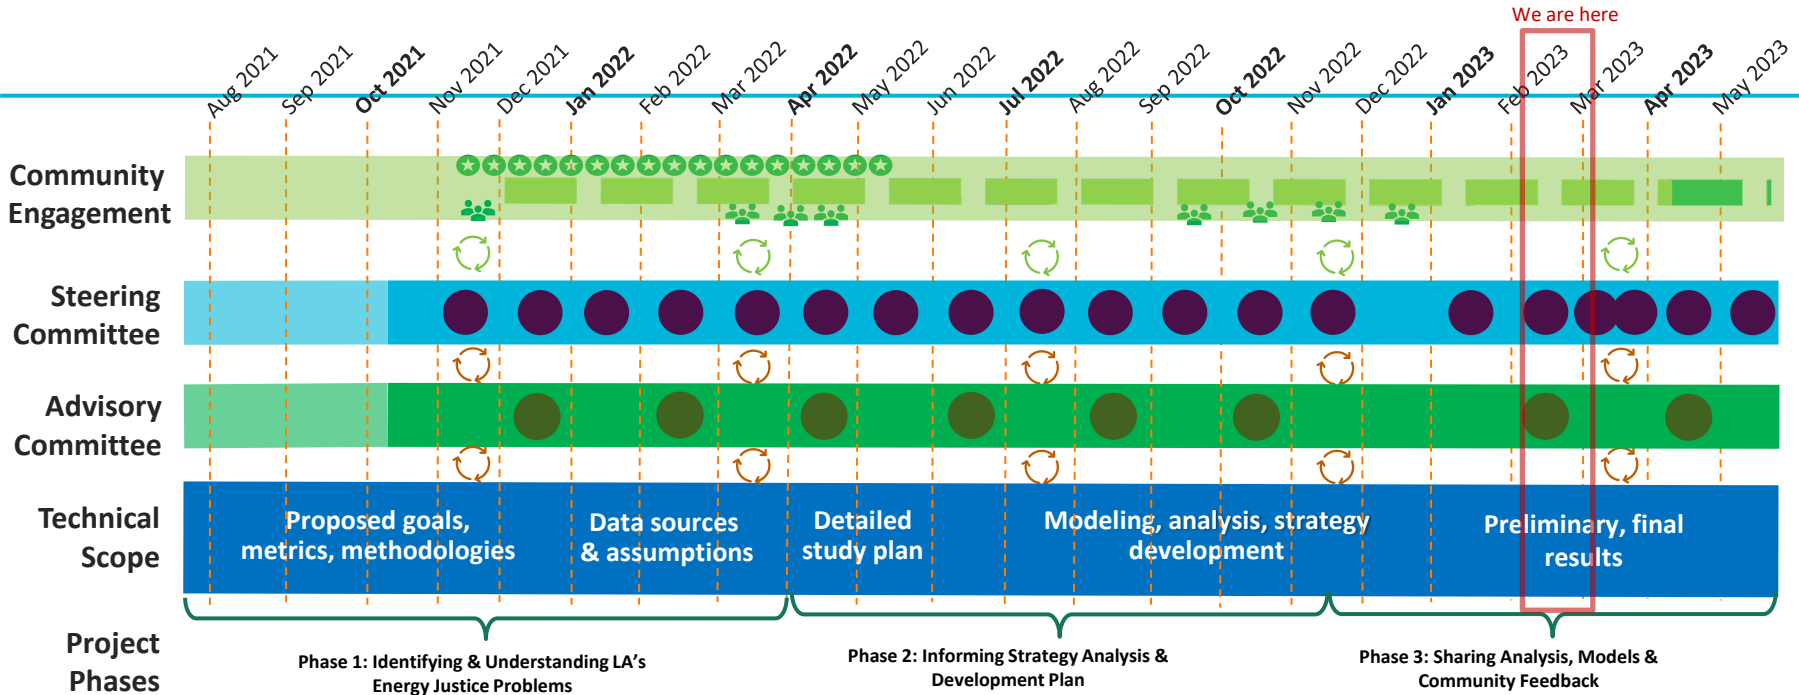 We are here
Aug 2021
Sep 2021
Oct 2021
Nov 2021
Dec 2021
Jan 2022
Feb 2022
Mar 2022
Apr 2022
May 2022
Jun 2022
Jul 2022
Aug 2022
Sep 2022
Oct 2022
Nov 2022
Dec 2022
Jan 2023
Feb 2023
Mar 2023
Apr 2023
May 2023
Community
Engagement
Steering
Committee
Advisory
Committee
Technical
Scope
Proposed goals,
metrics, methodologies
Data sources
& assumptions
Detailed
study plan
Modeling, analysis, strategy
development
Preliminary, final
results
Project
Phases
Phase 1: Identifying & Understanding LA's
Energy Justice Problems
Phase 2: Informing Strategy Analysis &
Development Plan
Phase 3: Sharing Analysis, Models &
Community Feedback